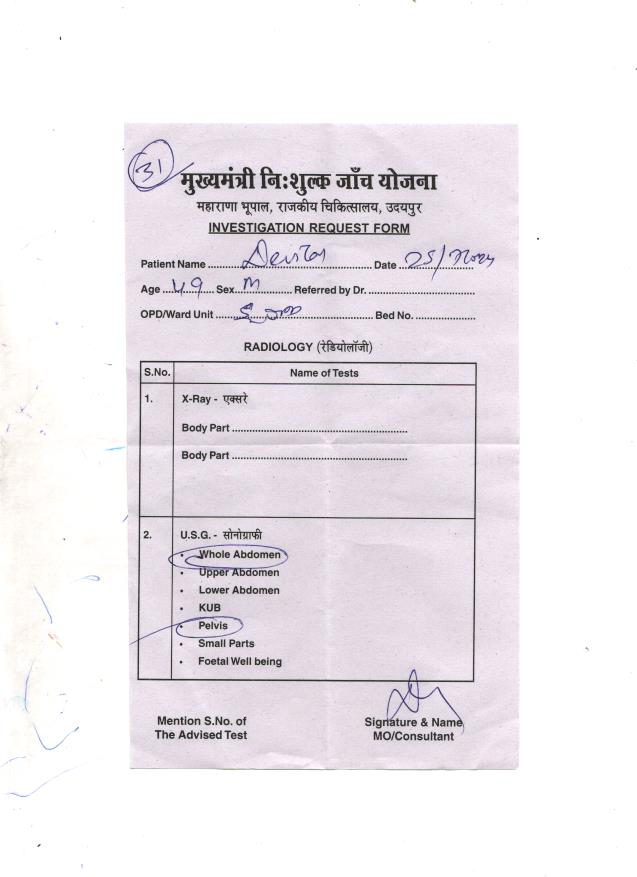 31
मुख्यमंत्री निःशुल्क जाँच योजना
महाराणा भूपाल, राजकीय चिकित्सालय, उदयपुर
INVESTIGATION REQUEST FORM
Patient Name ........................ Date 25/
Age 49 Sex M Referred by Dr. ........................
OPD/Ward Unit ........................ Bed No. ................
RADIOLOGY (रेडियोलॉजी)
S.No. Name of Tests
1. X-Ray - एक्सरे
Body Part ........................
Body Part ........................
2. U.S.G. - सोनोग्राफी
• Whole Abdomen
• Upper Abdomen
• Lower Abdomen
• KUB
• Pelvis
• Small Parts
• Foetal Well being
Mention S.No. of Signature & Name
The Advised Test MO/Consultant